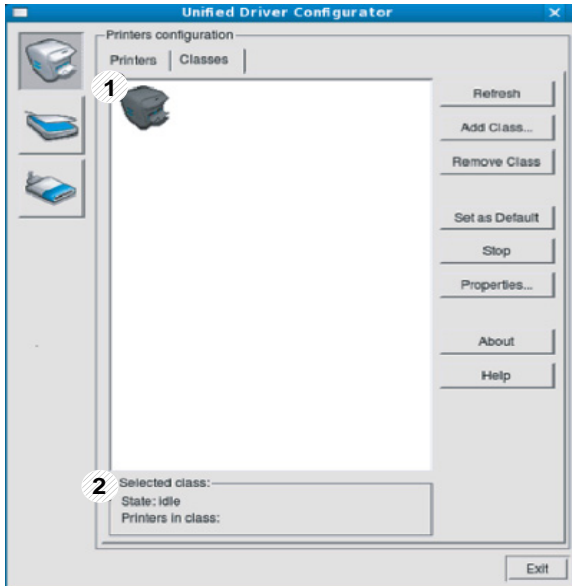 Unified Driver Configurator
Printers configuration
Printers
Classes
1
Refresh
Add Class...
Remove Class
Set as Default
Stop
Properties...
About
Help
2
Selected class:
State: idle
Printers in class:
Exit